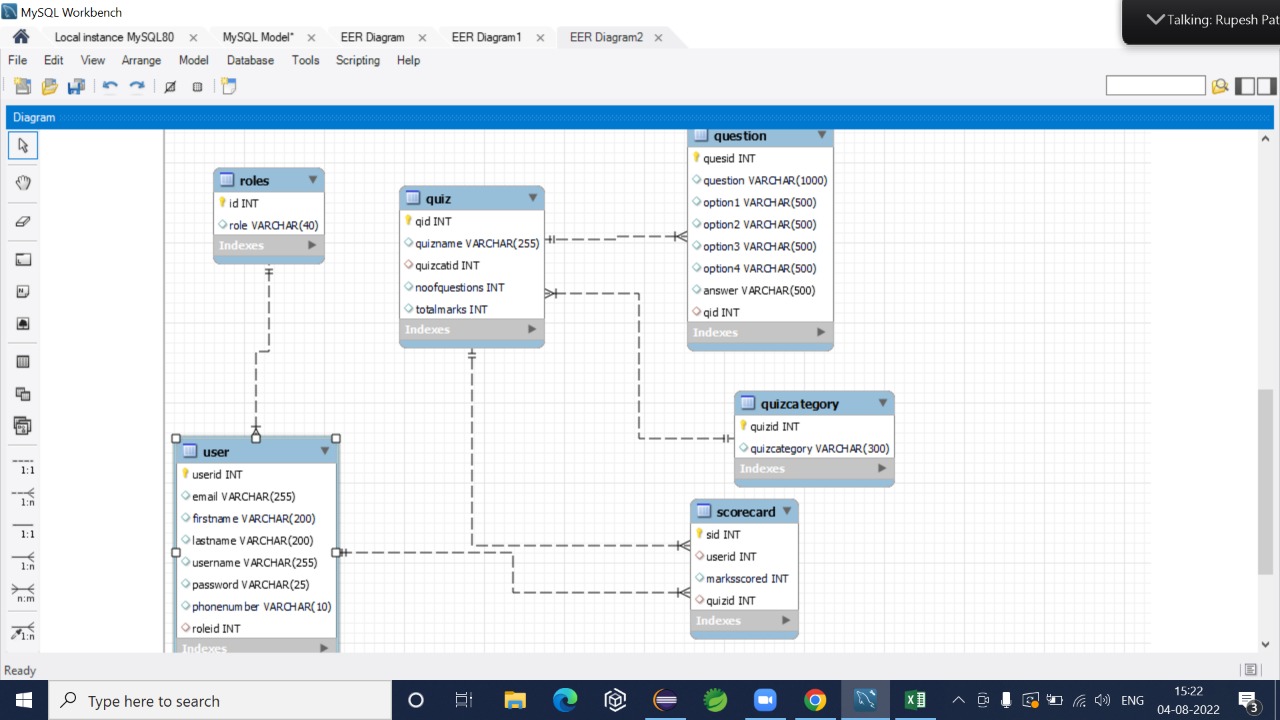 MySQL Workbench
Talking: Rupesh Pat
Local instance MySQL80
MySQL Model*
EER Diagram
EER Diagram1
EER Diagram2
File Edit View Arrange Model Database Tools Scripting Help
Diagram
roles
id INT
role VARCHAR(40)
Indexes
quiz
qid INT
quizname VARCHAR(255)
quizcatid INT
noofquestions INT
totalmarks INT
Indexes
question
quesid INT
question VARCHAR(1000)
option1 VARCHAR(500)
option2 VARCHAR(500)
option3 VARCHAR(500)
option4 VARCHAR(500)
answer VARCHAR(500)
qid INT
Indexes
quizcategory
quizid INT
quizcategory VARCHAR(300)
Indexes
user
userid INT
email VARCHAR(255)
firstname VARCHAR(200)
lastname VARCHAR(200)
username VARCHAR(255)
password VARCHAR(25)
phonenumber VARCHAR(10)
roleid INT
Indexes
scorecard
sid INT
userid INT
marksscored INT
quizid INT
Indexes
1:1
1:n
1:1
1:n
n:m
1:n
Ready
Type here to search
ENG
15:22
04-08-2022
3